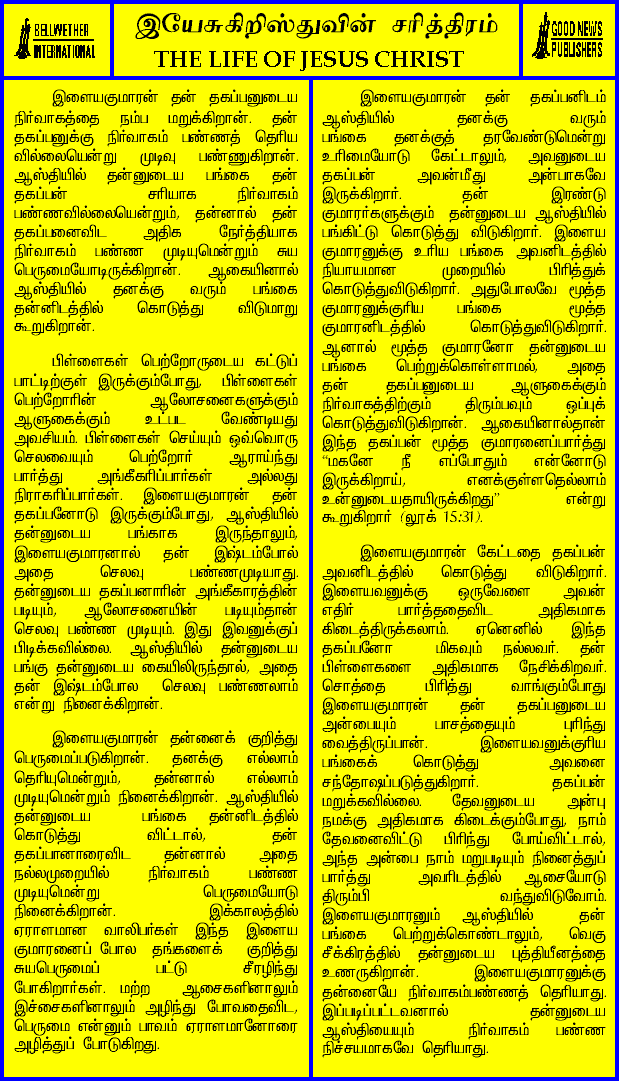 BELLWETHER
INTERNATIONAL
இயேசுகிறிஸ்துவின் சரித்திரம்
THE LIFE OF JESUS CHRIST
GOOD NEWS
PUBLISHERS
இளையகுமாரன் தன் தகப்பனுடைய
நிர்வாகத்தை நம்ப மறுக்கிறான். தன்
தகப்பனுக்கு நிர்வாகம் பண்ணத் தெரிய
வில்லையென்று முடிவு பண்ணுகிறான்.
ஆஸ்தியில் தன்னுடைய பங்கை தன்
தகப்பன் சரியாக நிர்வாகம்
பண்ணவில்லையென்றும், தன்னால் தன்
தகப்பனைவிட அதிக நேர்த்தியாக
நிர்வாகம் பண்ண முடியுமென்றும் சுய
பெருமையோடிருக்கிறான். ஆகையினால்
ஆஸ்தியில் தனக்கு வரும் பங்கை
தன்னிடத்தில் கொடுத்து விடுமாறு
கூறுகிறான்.
பிள்ளைகள் பெற்றோருடைய கட்டுப்
பாட்டிற்குள் இருக்கும்போது, பிள்ளைகள்
பெற்றோரின் ஆலோசனைகளுக்கும்
ஆளுகைக்கும் உட்பட வேண்டியது
அவசியம். பிள்ளைகள் செய்யும் ஒவ்வொரு
செலவையும் பெற்றோர் ஆராய்ந்து
பார்த்து அங்கீகரிப்பார்கள் அல்லது
நிராகரிப்பார்கள். இளையகுமாரன் தன்
தகப்பனோடு இருக்கும்போது, ஆஸ்தியில்
தன்னுடைய பங்காக இருந்தாலும்,
இளையகுமாரனால் தன் இஷ்டம்போல்
அதை செலவு பண்ணமுடியாது.
தன்னுடைய தகப்பனாரின் அங்கீகாரத்தின்
படியும், ஆலோசனையின் படியும்தான்
செலவு பண்ண முடியும். இது இவனுக்குப்
பிடிக்கவில்லை. ஆஸ்தியில் தன்னுடைய
பங்கு தன்னுடைய கையிலிருந்தால், அதை
தன் இஷ்டம்போல செலவு பண்ணலாம்
என்று நினைக்கிறான்.
இளையகுமாரன் தன்னைக் குறித்து
பெருமைப்படுகிறான். தனக்கு எல்லாம்
தெரியுமென்றும், தன்னால் எல்லாம்
முடியுமென்றும் நினைக்கிறான். ஆஸ்தியில்
தன்னுடைய பங்கை தன்னிடத்தில்
கொடுத்து விட்டால், தன்
தகப்பானாரைவிட தன்னால் அதை
நல்லமுறையில் நிர்வாகம் பண்ண
முடியுமென்று பெருமையோடு
நினைக்கிறான். இக்காலத்தில்
ஏராளமான வாலிபர்கள் இந்த இளைய
குமாரனைப் போல தங்களைக் குறித்து
சுயபெருமைப் பட்டு சீரழிந்து
போகிறார்கள். மற்ற ஆசைகளினாலும்
இச்சைகளினாலும் அழிந்து போவதைவிட,
பெருமை என்னும் பாவம் ஏராளமானோரை
அழித்துப் போடுகிறது.
இளையகுமாரன் தன் தகப்பனிடம்
ஆஸ்தியில் தனக்கு வரும்
பங்கை தனக்குத் தரவேண்டுமென்று
உரிமையோடு கேட்டாலும், அவனுடைய
தகப்பன் அவன்மீது அன்பாகவே
இருக்கிறார். தன் இரண்டு
குமாரர்களுக்கும் தன்னுடைய ஆஸ்தியில்
பங்கிட்டு கொடுத்து விடுகிறார். இளைய
குமாரனுக்கு உரிய பங்கை அவனிடத்தில்
நியாயமான முறையில் பிரித்துக்
கொடுத்துவிடுகிறார். அதுபோலவே மூத்த
குமாரனுக்குரிய பங்கை மூத்த
குமாரனிடத்தில் கொடுத்துவிடுகிறார்.
ஆனால் மூத்த குமாரனோ தன்னுடைய
பங்கை பெற்றுக்கொள்ளாமல், அதை
தன் தகப்பனுடைய ஆளுகைக்கும்
நிர்வாகத்திற்கும் திரும்பவும் ஒப்புக்
கொடுத்துவிடுகிறான். ஆகையினால்தான்
இந்த தகப்பன் மூத்த குமாரனைப்பார்த்து
“மகனே நீ எப்போதும் என்னோடு
இருக்கிறாய், எனக்குள்ளதெல்லாம்
உன்னுடையதாயிருக்கிறது” என்று
கூறுகிறார் (லூக் 15:31).
இளையகுமாரன் கேட்டதை தகப்பன்
அவனிடத்தில் கொடுத்து விடுகிறார்.
இளையவனுக்கு ஒருவேளை அவன்
எதிர் பார்த்ததைவிட அதிகமாக
கிடைத்திருக்கலாம். ஏனெனில் இந்த
தகப்பனோ மிகவும் நல்லவர். தன்
பிள்ளைகளை அதிகமாக நேசிக்கிறவர்.
சொத்தை பிரித்து வாங்கும்போது
இளையகுமாரன் தன் தகப்பனுடைய
அன்பையும் பாசத்தையும் புரிந்து
வைத்திருப்பான். இளையவனுக்குரிய
பங்கைக் கொடுத்து அவனை
சந்தோஷப்படுத்துகிறார். தகப்பன்
மறுக்கவில்லை. தேவனுடைய அன்பு
நமக்கு அதிகமாக கிடைக்கும்போது, நாம்
தேவனைவிட்டு பிரிந்து போய்விட்டால்,
அந்த அன்பை நாம் மறுபடியும் நினைத்துப்
பார்த்து அவரிடத்தில் ஆசையோடு
திரும்பி வந்துவிடுவோம்.
இளையகுமாரனும் ஆஸ்தியில் தன்
பங்கை பெற்றுக்கொண்டாலும், வெகு
சீக்கிரத்தில் தன்னுடைய புத்தியீனத்தை
உணருகிறான். இளையகுமாரனுக்கு
தன்னையே நிர்வாகம்பண்ணத் தெரியாது.
இப்படிப்பட்டவனால் தன்னுடைய
ஆஸ்தியையும் நிர்வாகம் பண்ண
நிச்சயமாகவே தெரியாது.